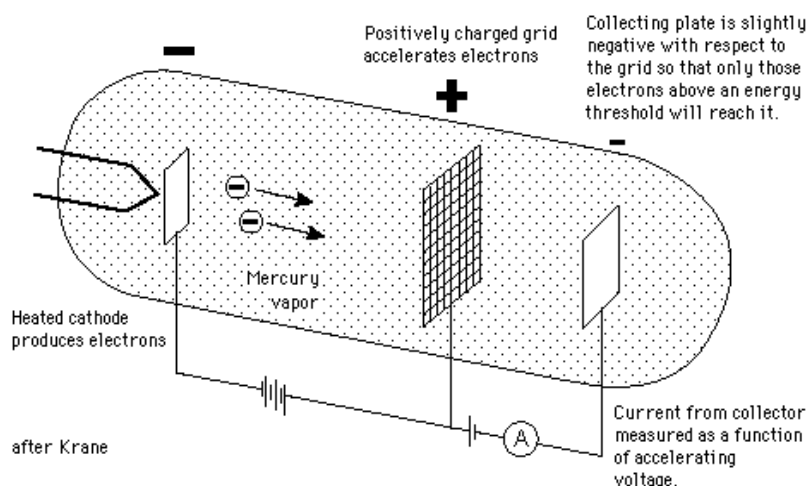 Positively charged grid
accelerates electrons
Collecting plate is slightly
negative with respect to
the grid so that only those
electrons above an energy
threshold will reach it.
Mercury
vapor
Heated cathode
produces electrons
A
Current from collector
measured as a function
of accelerating
voltage.
after Krane